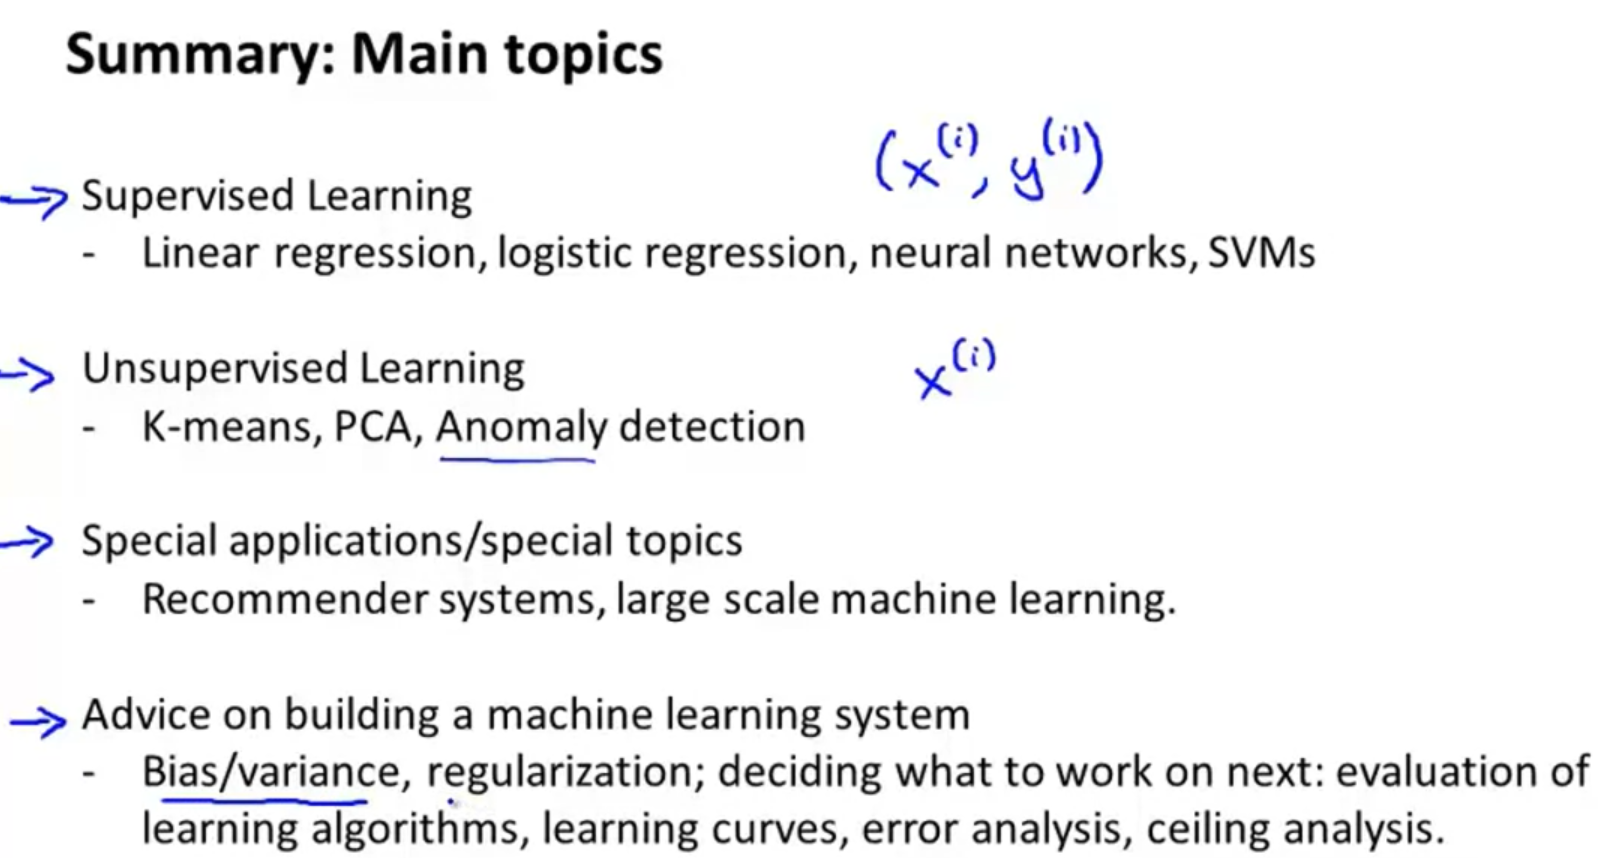 Summary: Main topics
(x^(i), y^(i))
Supervised Learning
- Linear regression, logistic regression, neural networks, SVMs
Unsupervised Learning
x^(i)
- K-means, PCA, Anomaly detection
Special applications/special topics
- Recommender systems, large scale machine learning.
Advice on building a machine learning system
- Bias/variance, regularization; deciding what to work on next: evaluation of
learning algorithms, learning curves, error analysis, ceiling analysis.